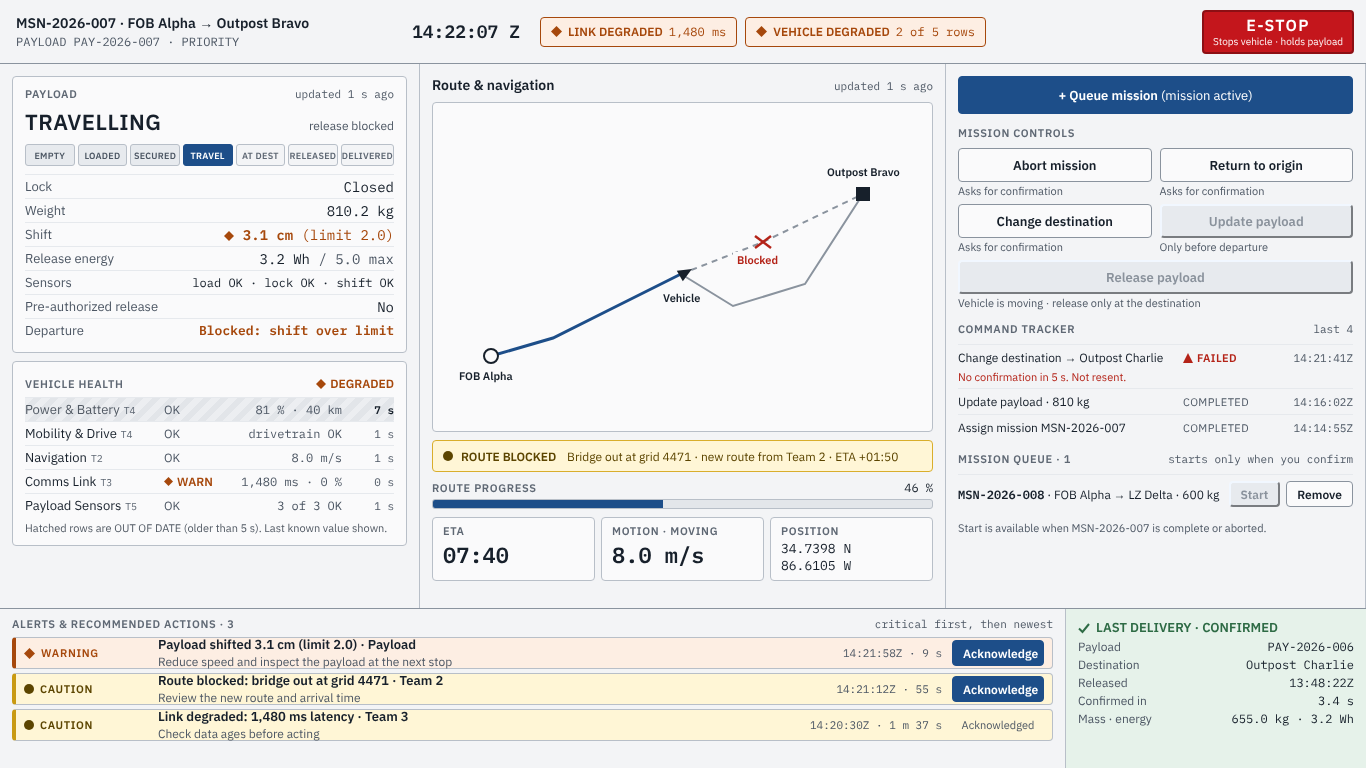 MSN-2026-007 · FOB Alpha → Outpost Bravo
PAYLOAD PAY-2026-007 · PRIORITY
14:22:07 Z
LINK DEGRADED 1,480 ms
VEHICLE DEGRADED 2 of 5 rows
E-STOP
Stops vehicle · holds payload
PAYLOAD updated 1 s ago
TRAVELLING release blocked
EMPTY LOADED SECURED TRAVEL AT DEST RELEASED DELIVERED
Lock Closed
Weight 810.2 kg
Shift 3.1 cm (limit 2.0)
Release energy 3.2 Wh / 5.0 max
Sensors load OK · lock OK · shift OK
Pre-authorized release No
Departure Blocked: shift over limit
VEHICLE HEALTH DEGRADED
Power & Battery T4 OK 81 % · 40 km 7 s
Mobility & Drive T4 OK drivetrain OK 1 s
Navigation T2 OK 8.0 m/s 1 s
Comms Link T3 WARN 1,480 ms · 0 % 0 s
Payload Sensors T5 OK 3 of 3 OK 1 s
Hatched rows are OUT OF DATE (older than 5 s). Last known value shown.
Route & navigation updated 1 s ago
Outpost Bravo
Blocked
Vehicle
FOB Alpha
ROUTE BLOCKED Bridge out at grid 4471 · new route from Team 2 · ETA +01:50
ROUTE PROGRESS 46 %
ETA
07:40
MOTION · MOVING
8.0 m/s
POSITION
34.7398 N
86.6105 W
+ Queue mission (mission active)
MISSION CONTROLS
Abort mission Return to origin
Asks for confirmation Asks for confirmation
Change destination Update payload
Asks for confirmation Only before departure
Release payload
Vehicle is moving · release only at the destination
COMMAND TRACKER last 4
Change destination → Outpost Charlie FAILED 14:21:41Z
No confirmation in 5 s. Not resent.
Update payload · 810 kg COMPLETED 14:16:02Z
Assign mission MSN-2026-007 COMPLETED 14:14:55Z
MISSION QUEUE · 1 starts only when you confirm
MSN-2026-008 · FOB Alpha → LZ Delta · 600 kg Start Remove
Start is available when MSN-2026-007 is complete or aborted.
ALERTS & RECOMMENDED ACTIONS · 3 critical first, then newest
WARNING Payload shifted 3.1 cm (limit 2.0) · Payload 14:21:58Z · 9 s Acknowledge
Reduce speed and inspect the payload at the next stop
CAUTION Route blocked: bridge out at grid 4471 · Team 2 14:21:12Z · 55 s Acknowledge
Review the new route and arrival time
CAUTION Link degraded: 1,480 ms latency · Team 3 14:20:30Z · 1 m 37 s Acknowledged
Check data ages before acting
LAST DELIVERY · CONFIRMED
Payload PAY-2026-006
Destination Outpost Charlie
Released 13:48:22Z
Confirmed in 3.4 s
Mass · energy 655.0 kg · 3.2 Wh